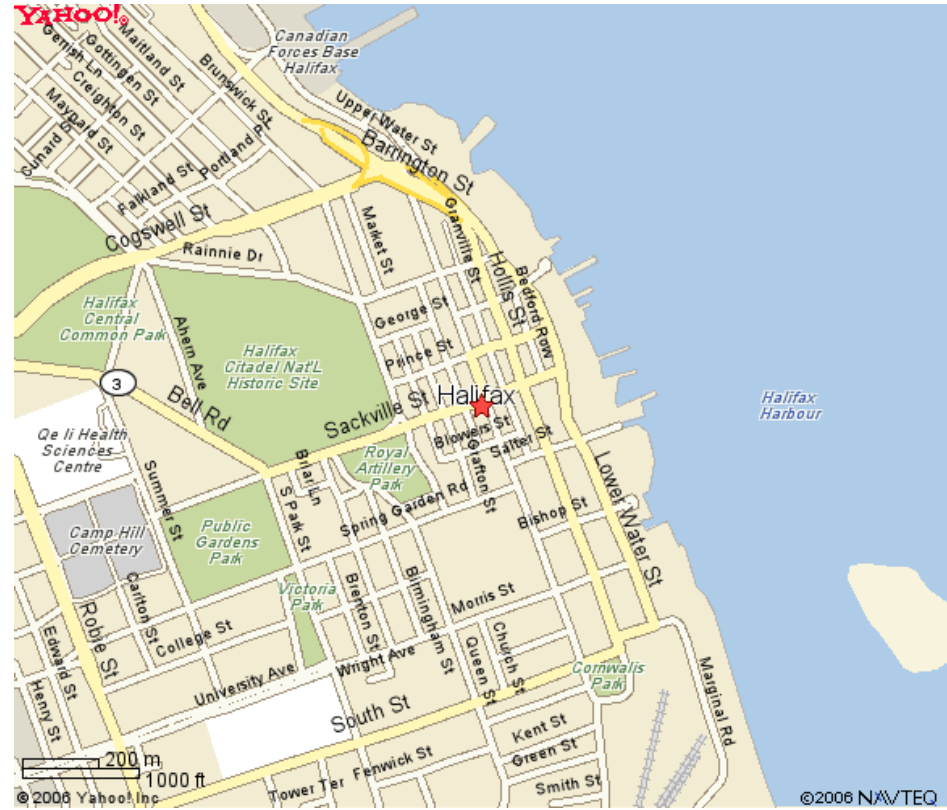 YAHOO!®
Canadian
Forces Base
Halifax
Maitland St
Gottingen St
Gerrish Ln
Creighton St
Maynard St
Cunard St
Brunswick St
Portland Pl
Falkland St
Upper Water St
Barrington St
Cogswell St
Rainnie Dr
Market St
Granville St
Hollis St
Bedford Row
George St
Prince St
Halifax
Central
Common Park
Ahern Ave
Halifax
Citadel Nat'L
Historic Site
3
Bell Rd
Sackville St
Halifax
Halifax
Harbour
Qe Ii Health
Sciences
Centre
Summer St
Briar Ln
Royal
Artillery
Park
Blowers St
Salter St
Grafton St
Spring Garden Rd
S Park St
Public
Gardens
Park
Camp Hill
Cemetery
Bishop St
Lower Water St
Carlton St
Victoria
Park
Brenton St
Birmingham St
Morris St
Robie St
College St
Edward St
Henry St
University Ave
Wright Ave
Queen St
Church St
Cornwalis
Park
Marginal Rd
South St
Kent St
Green St
Smith St
Tower Ter
Fenwick St
200 m
1000 ft
©2006 Yahoo! Inc
©2006 NAVTEQ